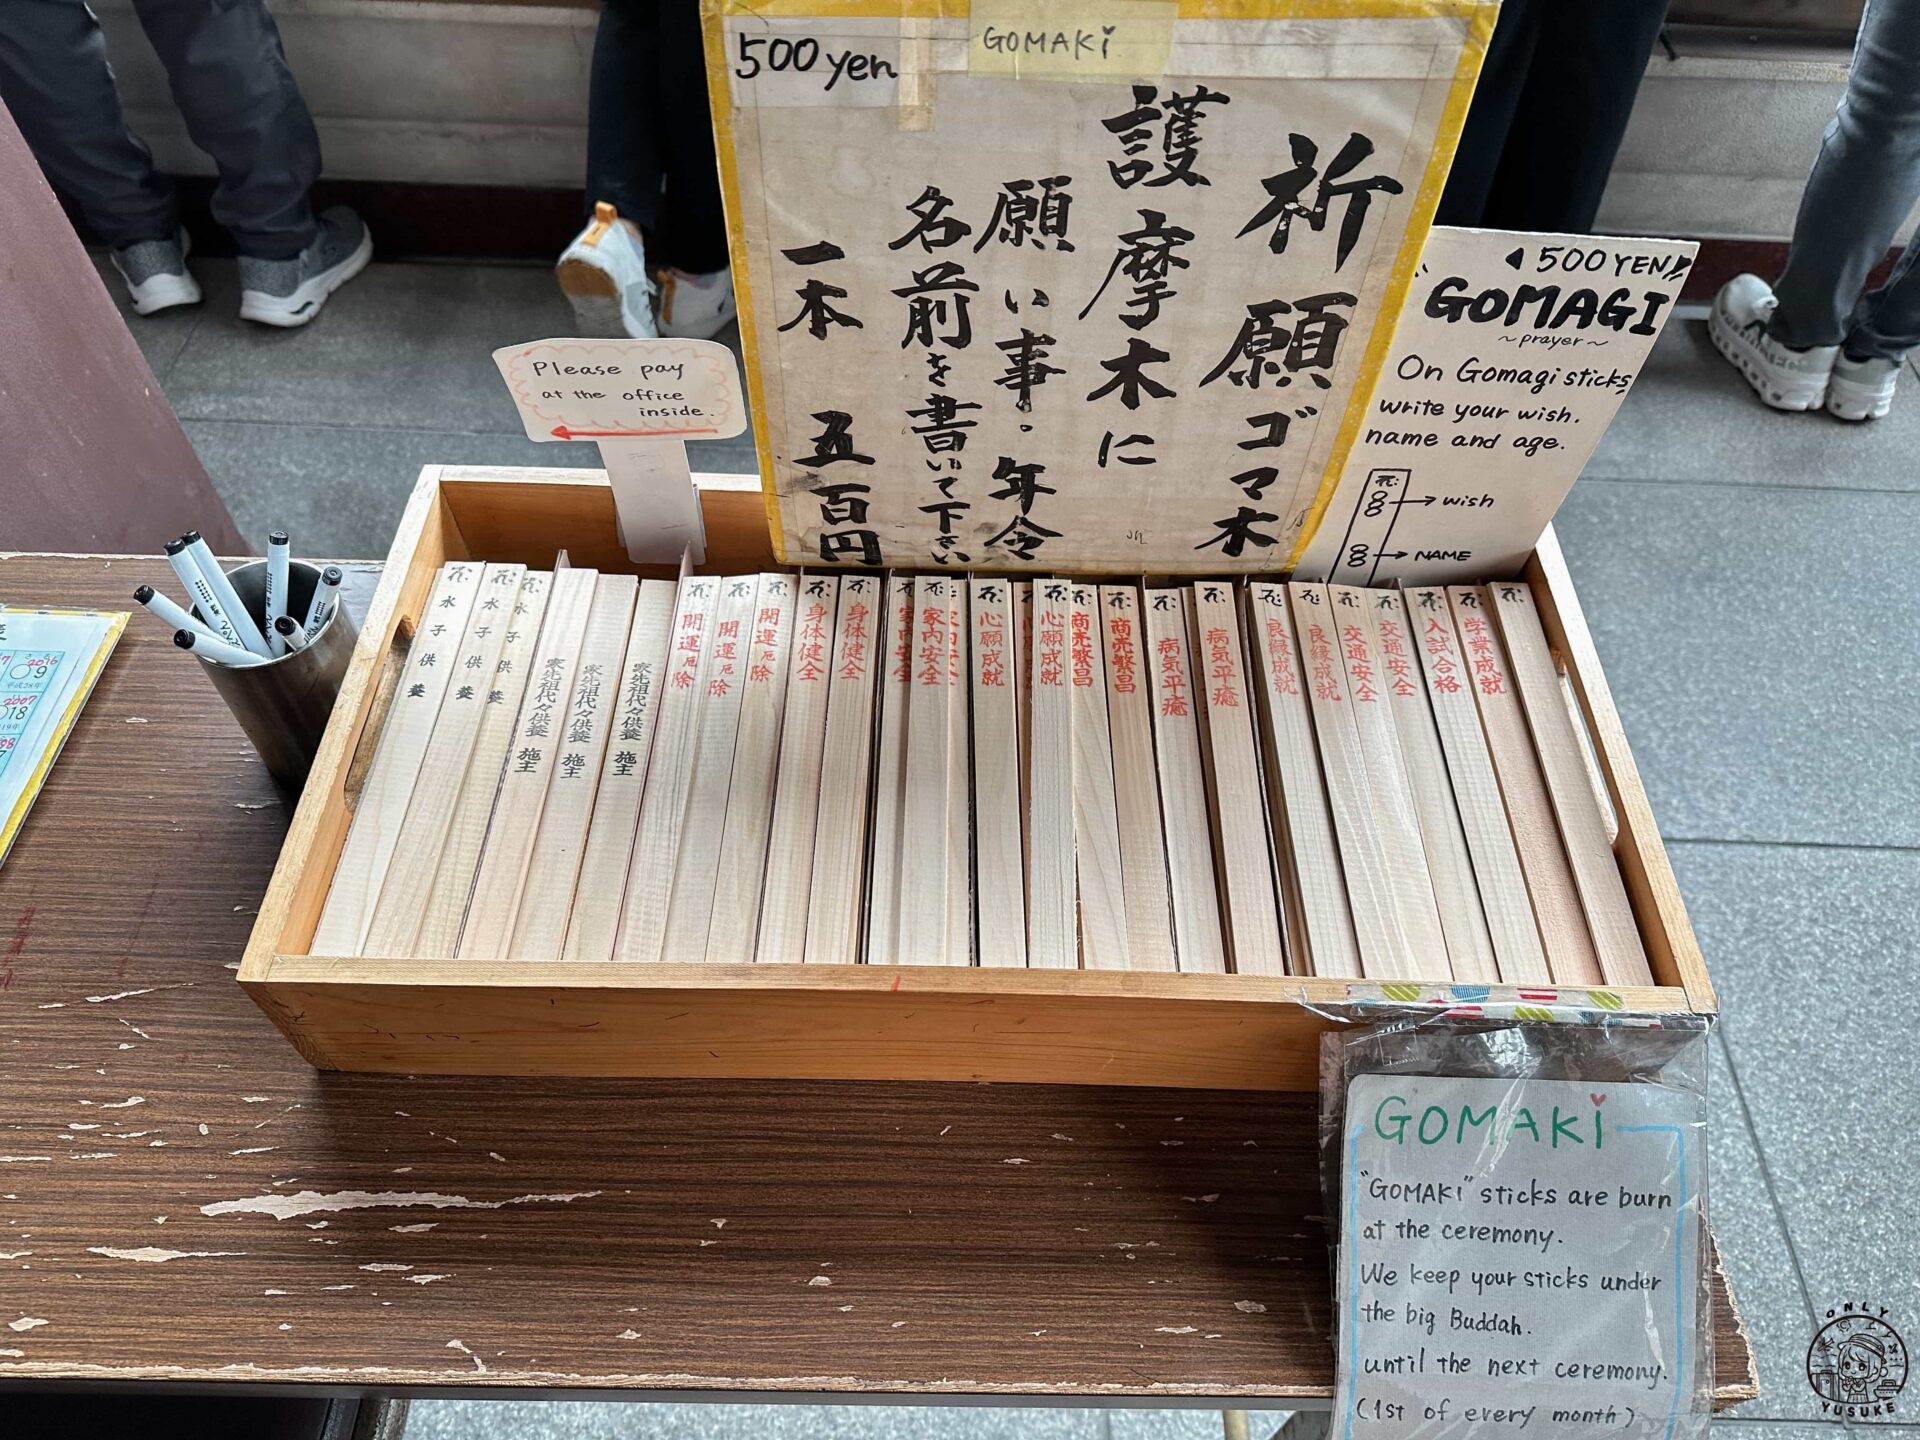 500 yen
GOMAKi
祈願ゴマ木
護摩木に
願い事。年令
名前を書いて下さい
一本 五百円
500 YEN
"GOMAGI
~prayer~
On Gomagi sticks,
write your wish.
name and age.
wish
NAME
Please pay
at the office
inside.
水子供養
水子供養
水子供養
家先祖代々供養 施主
家先祖代々供養 施主
家先祖代々供養 施主
開運厄除
開運厄除
開運厄除
身体健全
身体健全
家内安全
家内安全
心願成就
心願成就
商売繁昌
商売繁昌
病気平癒
病気平癒
良縁成就
良縁成就
交通安全
交通安全
入試合格
学業成就
2016
9
平成28年
2007
18
GOMAKi
"GOMAKi" sticks are burn
at the ceremony.
We keep your sticks under
the big Buddah.
until the next ceremony.
(1st of every month)
ONLY
YUSUKE